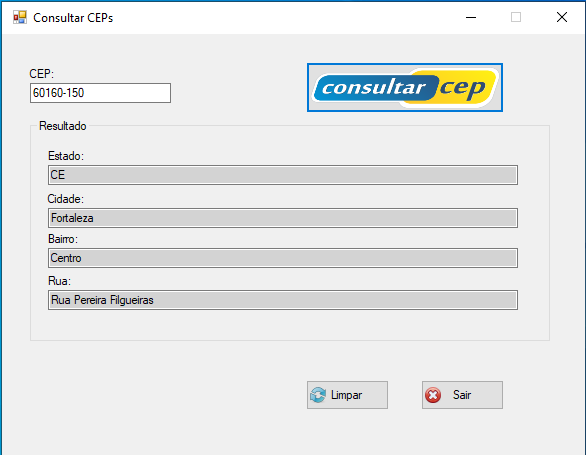 Consultar CEPs
CEP:
60160-150
consultar cep
Resultado
Estado:
CE
Cidade:
Fortaleza
Bairro:
Centro
Rua:
Rua Pereira Filgueiras
Limpar
Sair